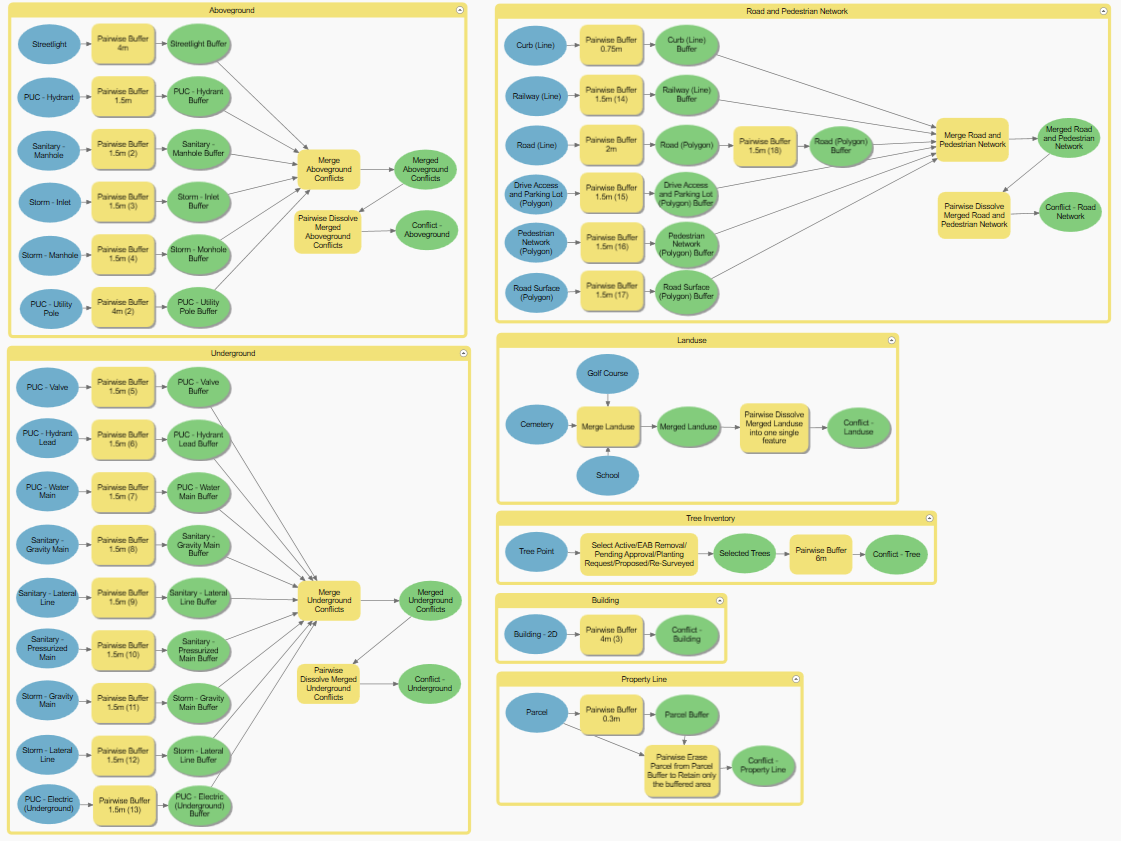 Aboveground
Streetlight
Pairwise Buffer
4m
Streetlight Buffer
PUC - Hydrant
Pairwise Buffer
1.5m
PUC - Hydrant
Buffer
Sanitary -
Manhole
Pairwise Buffer
1.5m (2)
Sanitary -
Manhole Buffer
Storm - Inlet
Pairwise Buffer
1.5m (3)
Storm - Inlet
Buffer
Storm - Manhole
Pairwise Buffer
1.5m (4)
Storm - Monhole
Buffer
PUC - Utility
Pole
Pairwise Buffer
4m (2)
PUC - Utility
Pole Buffer
Merge
Aboveground
Conflicts
Merged
Aboveground
Conflicts
Pairwise Dissolve
Merged
Aboveground
Conflicts
Conflict -
Aboveground
Underground
PUC - Valve
Pairwise Buffer
1.5m (5)
PUC - Valve
Buffer
PUC - Hydrant
Lead
Pairwise Buffer
1.5m (6)
PUC - Hydrant
Lead Buffer
PUC - Water
Main
Pairwise Buffer
1.5m (7)
PUC - Water
Main Buffer
Sanitary -
Gravity Main
Pairwise Buffer
1.5m (8)
Sanitary -
Gravity Main
Buffer
Sanitary - Lateral
Line
Pairwise Buffer
1.5m (9)
Sanitary - Lateral
Line Buffer
Sanitary -
Pressurized
Main
Pairwise Buffer
1.5m (10)
Sanitary -
Pressurized
Main Buffer
Storm - Gravity
Main
Pairwise Buffer
1.5m (11)
Storm - Gravity
Main Buffer
Storm - Lateral
Line
Pairwise Buffer
1.5m (12)
Storm - Lateral
Line Buffer
PUC - Electric
(Underground)
Pairwise Buffer
1.5m (13)
PUC - Electric
(Underground)
Buffer
Merge
Underground
Conflicts
Merged
Underground
Conflicts
Pairwise
Dissolve Merged
Underground
Conflicts
Conflict -
Underground
Road and Pedestrian Network
Curb (Line)
Pairwise Buffer
0.75m
Curb (Line)
Buffer
Railway (Line)
Pairwise Buffer
1.5m (14)
Railway (Line)
Buffer
Road (Line)
Pairwise Buffer
2m
Road (Polygon)
Pairwise Buffer
1.5m (18)
Road (Polygon)
Buffer
Drive Access
and Parking Lot
(Polygon)
Pairwise Buffer
1.5m (15)
Drive Access
and Parking Lot
(Polygon) Buffer
Pedestrian
Network
(Polygon)
Pairwise Buffer
1.5m (16)
Pedestrian
Network
(Polygon) Buffer
Road Surface
(Polygon)
Pairwise Buffer
1.5m (17)
Road Surface
(Polygon) Buffer
Merge Road and
Pedestrian Network
Merged Road
and Pedestrian
Network
Pairwise Dissolve
Merged Road and
Pedestrian Network
Conflict - Road
Network
Landuse
Golf Course
Cemetery
School
Merge Landuse
Merged Landuse
Pairwise Dissolve
Merged Landuse
into one single
feature
Conflict -
Landuse
Tree Inventory
Tree Point
Select Active/EAB Removal/
Pending Approval/Planting
Request/Proposed/Re-Surveyed
Selected Trees
Pairwise Buffer
6m
Conflict - Tree
Building
Building - 2D
Pairwise Buffer
4m (3)
Conflict -
Building
Property Line
Parcel
Pairwise Buffer
0.3m
Parcel Buffer
Pairwise Erase
Parcel from Parcel
Buffer to Retain only
the buffered area
Conflict -
Property Line